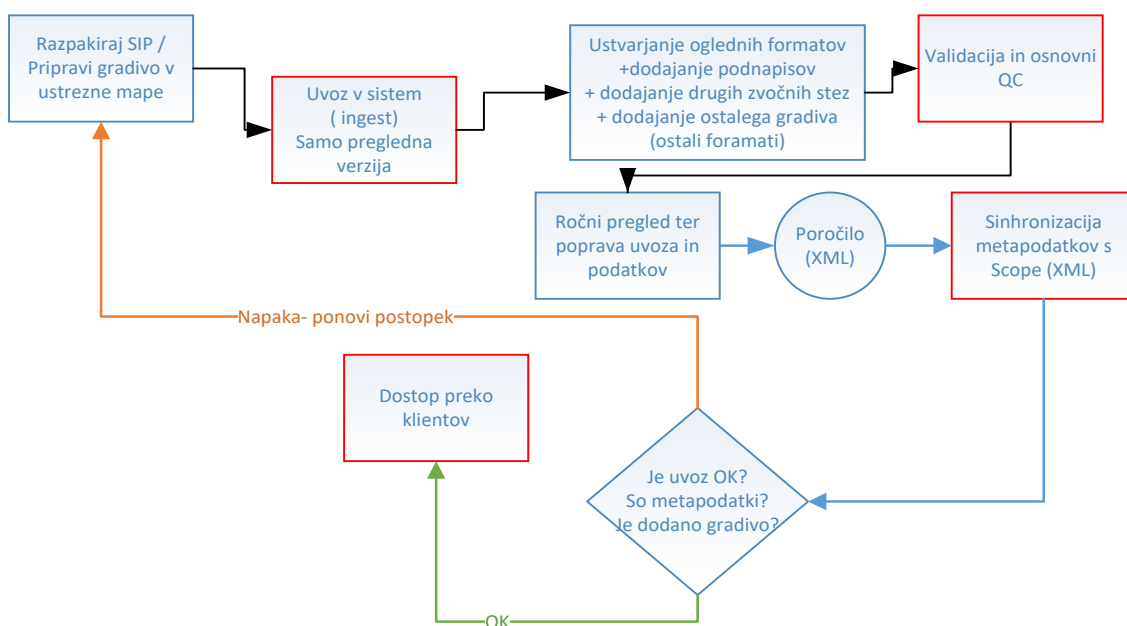 Razpakiraj SIP /
Pripravi gradivo v
ustrezne mape
Uvoz v sistem
( ingest)
Samo pregledna
verzija
Ustvarjanje oglednih formatov
+dodajanje podnapisov
+ dodajanje drugih zvočnih stez
+ dodajanje ostalega gradiva
(ostali foramati)
Validacija in osnovni
QC
Ročni pregled ter
poprava uvoza in
podatkov
Poročilo
(XML)
Sinhronizacija
metapodatkov s
Scope (XML)
Napaka- ponovi postopek
Dostop preko
klientov
Je uvoz OK?
So metapodatki?
Je dodano gradivo?
OK